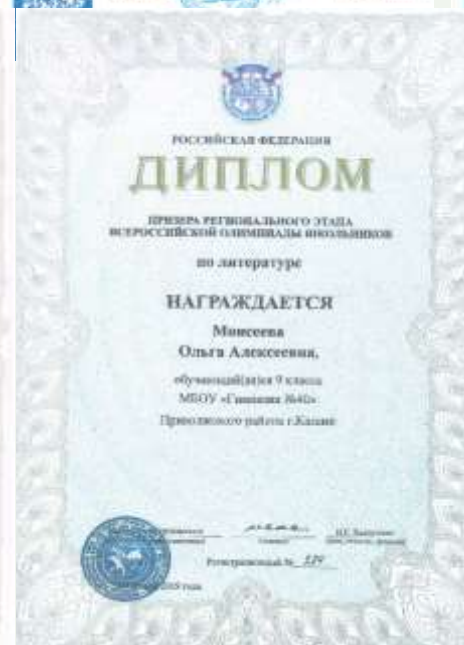 РОССИЙСКАЯ ФЕДЕРАЦИЯ
ДИПЛОМ
ПРИЗЕРА РЕГИОНАЛЬНОГО ЭТАПА
ВСЕРОССИЙСКОЙ ОЛИМПИАДЫ ШКОЛЬНИКОВ
по литературе
НАГРАЖДАЕТСЯ
Моисеева
Ольга Алексеевна,
обучающий(ая)ся 9 класса
МБОУ «Гимназия №40»
Приволжского района г.Казани
Регистрационный №
года